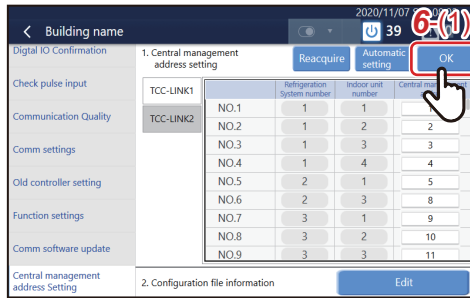 2020/11/07
Building name
39
6-(1)
Digtal IO Confirmation
Check pulse input
Communication Quality
Comm settings
Old controller setting
Function settings
Comm software update
Central management
address Setting
1. Central management
address setting
Reacquire
Automatic
setting
OK
TCC-LINK1
TCC-LINK2
Refrigeration
System number
Indoor unit
number
Central management
NO.1 1 1
NO.2 1 2 2
NO.3 1 3 3
NO.4 1 4 4
NO.5 2 1 5
NO.6 2 3 8
NO.7 3 1 9
NO.8 3 2 10
NO.9 3 3 11
2. Configuration file information
Edit